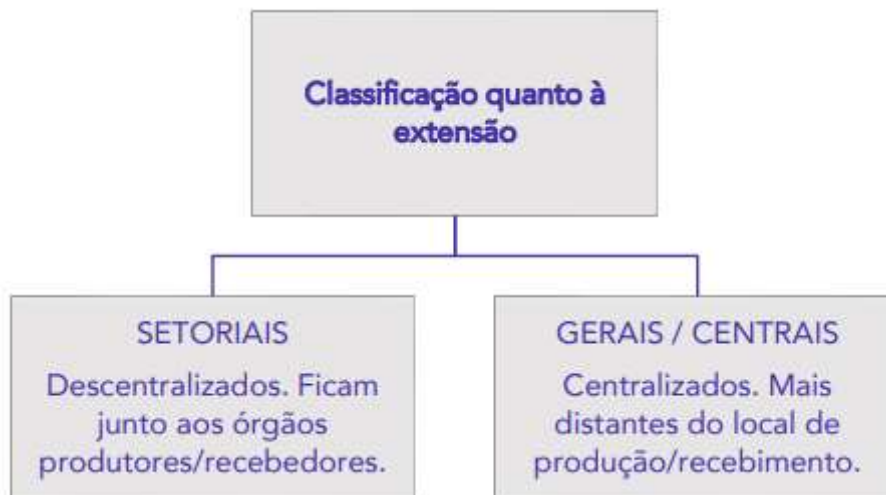 Classificação quanto à
extensão
SETORIAIS
Descentralizados. Ficam
junto aos órgãos
produtores/recebedores.
GERAIS / CENTRAIS
Centralizados. Mais
distantes do local de
produção/recebimento.